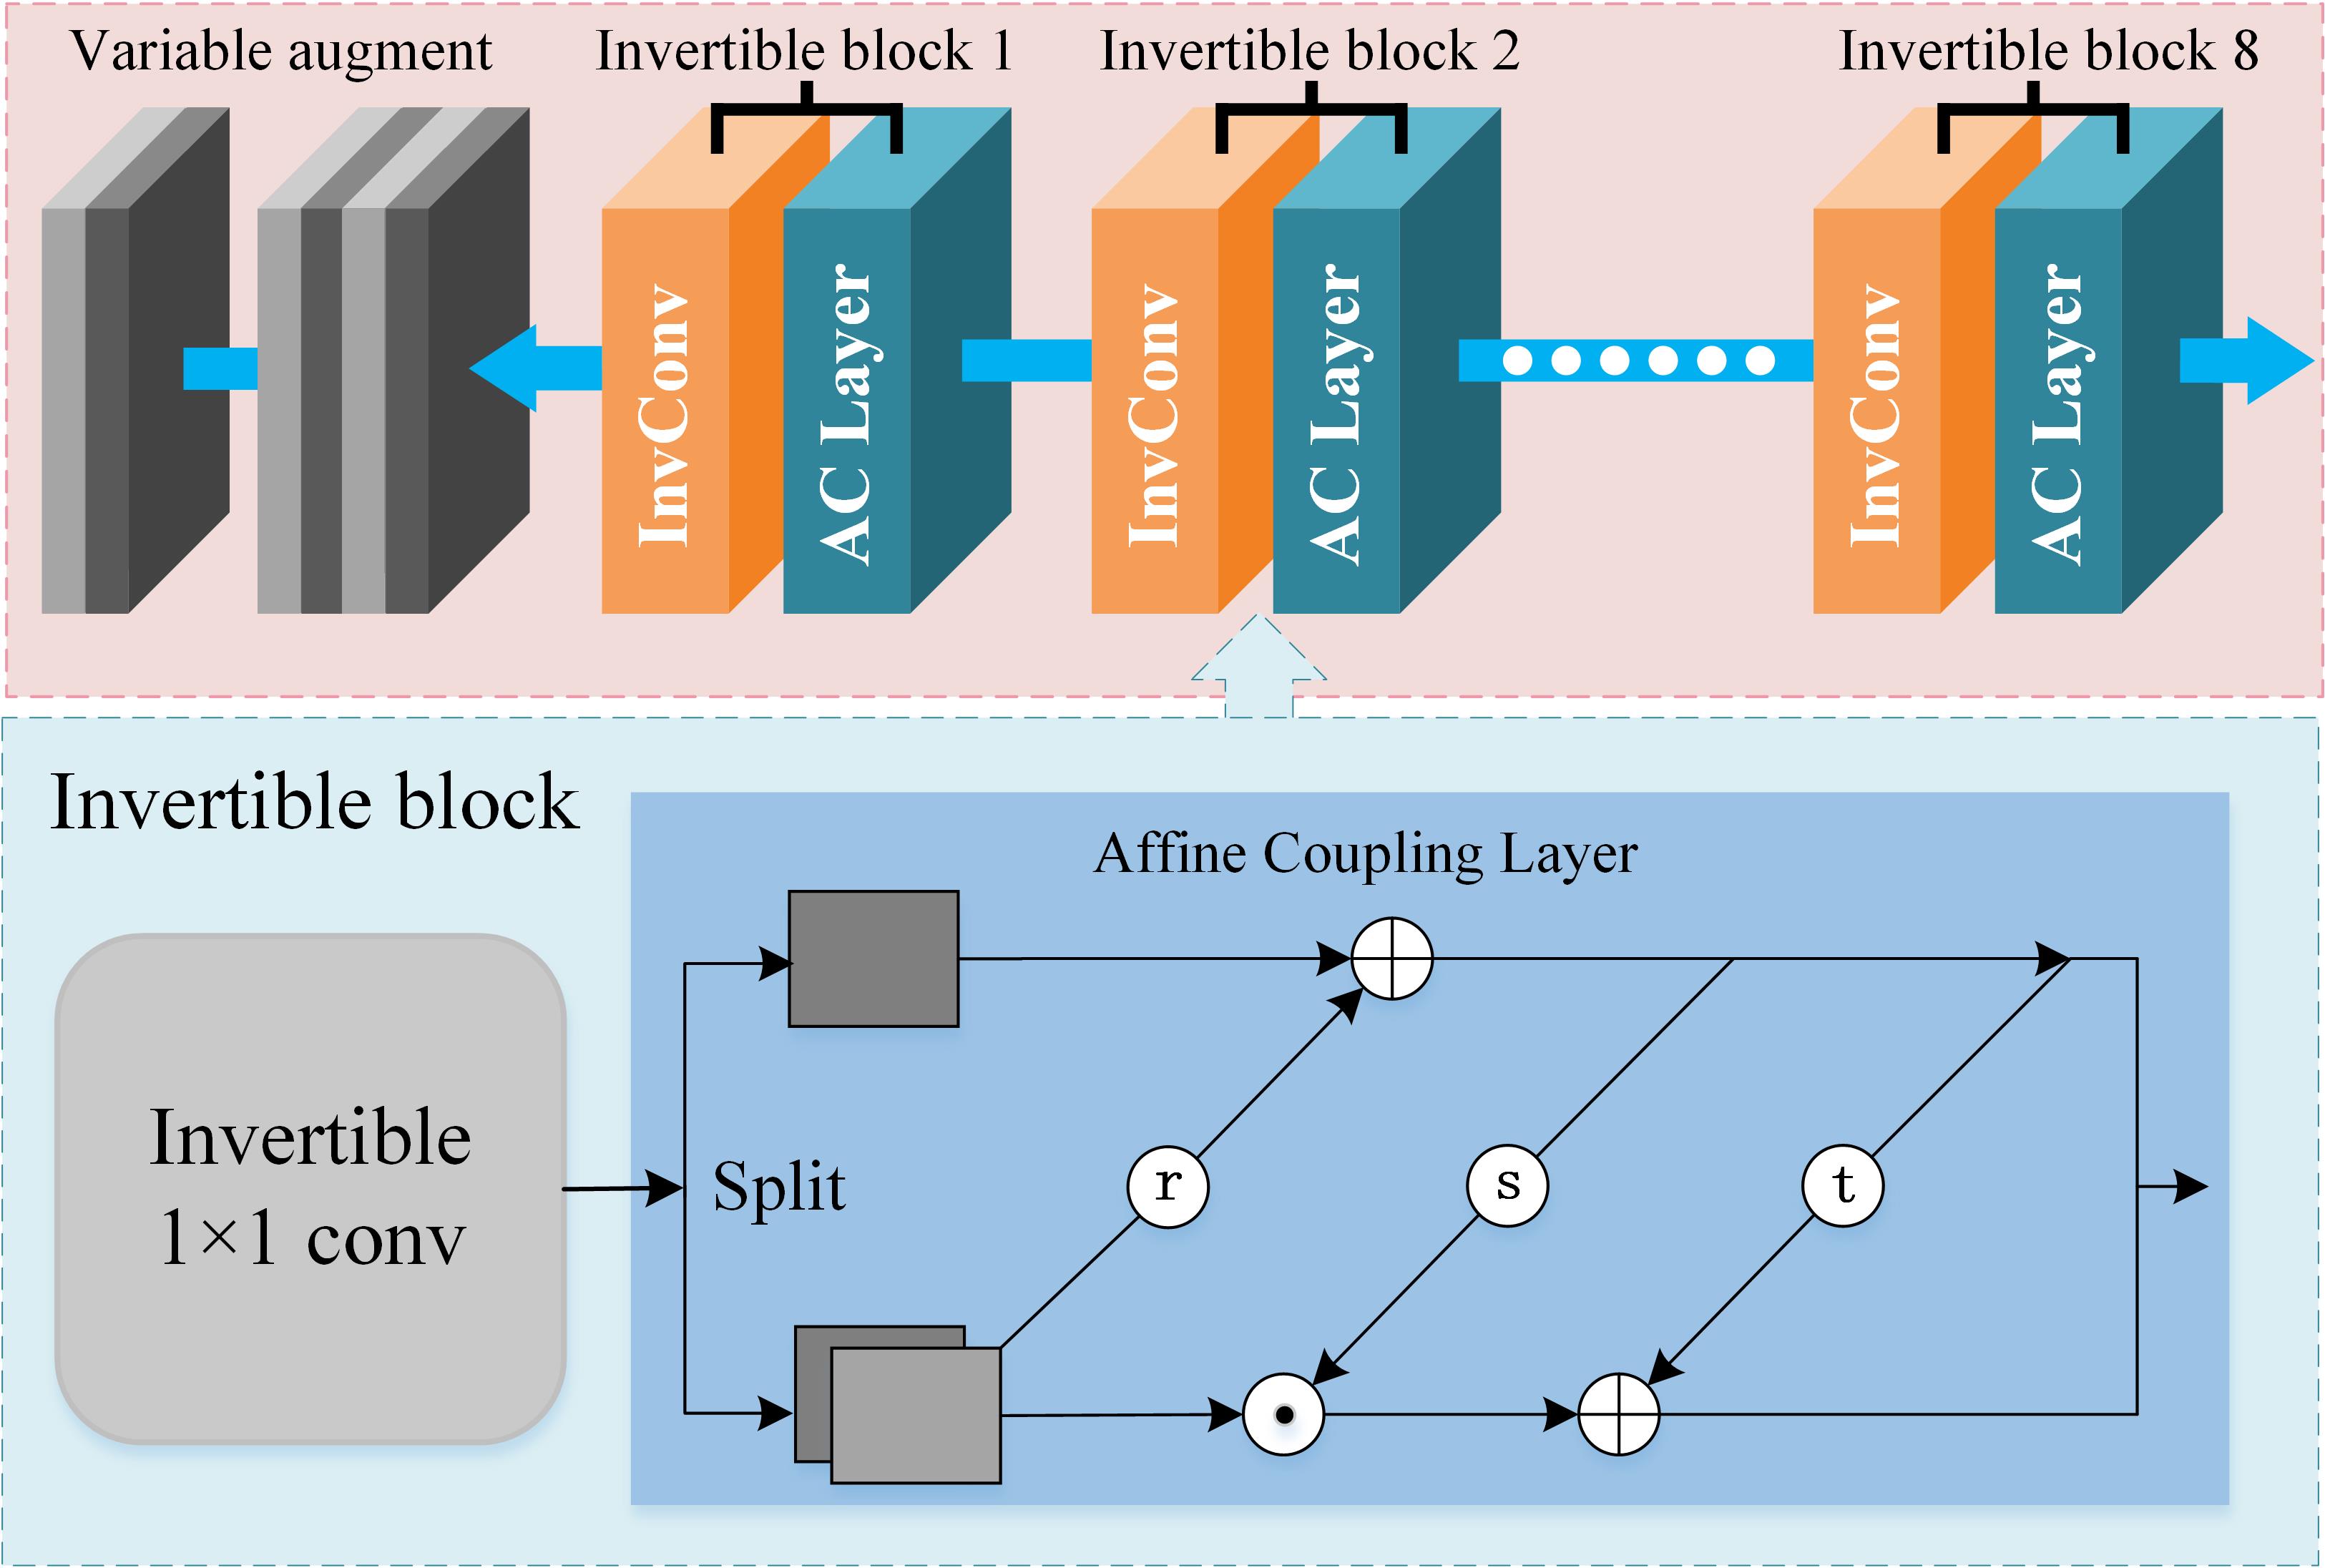 Variable augment
Invertible block 1
Invertible block 2
Invertible block 8
InvConv
AC Layer
InvConv
AC Layer
InvConv
AC Layer
Invertible block
Affine Coupling Layer
Invertible
1×1 conv
Split
r
s
t